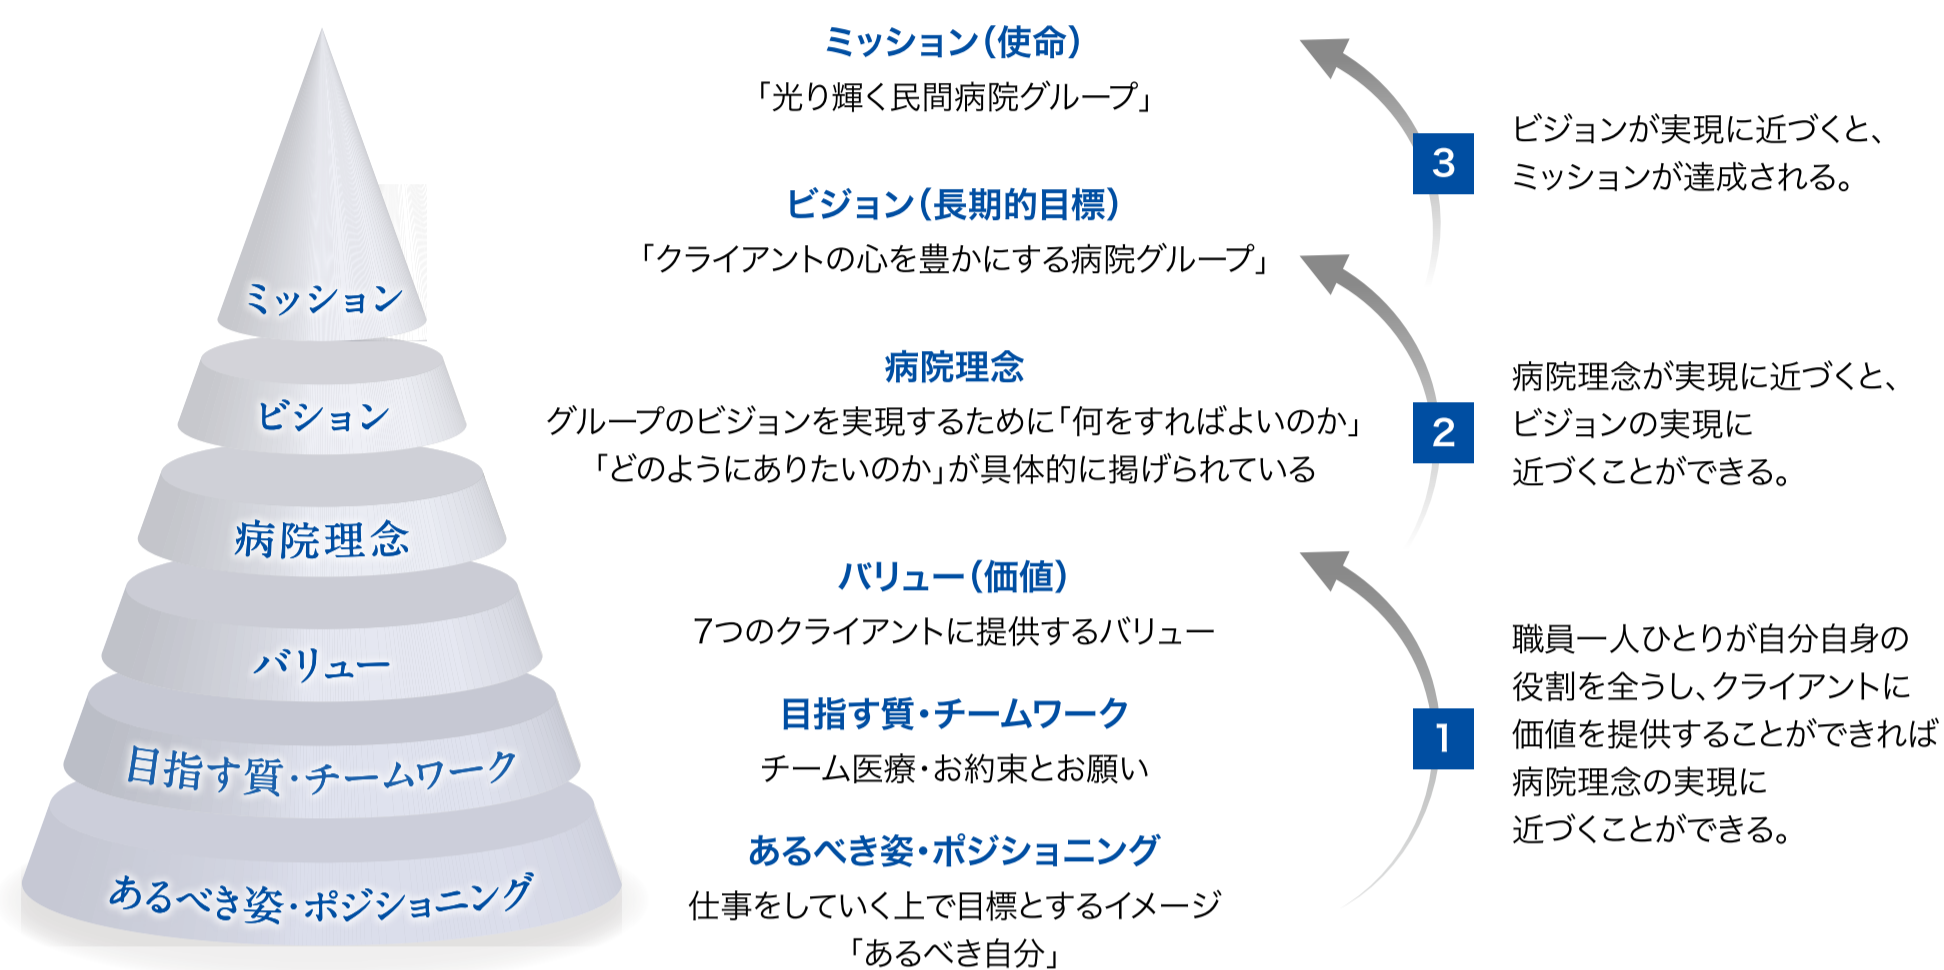 ミッション
ビション
病院理念
バリュー
目指す質・チームワーク
あるべき姿・ポジショニング
ミッション（使命）
「光り輝く民間病院グループ」
ビジョン（長期的目標）
「クライアントの心を豊かにする病院グループ」
病院理念
グループのビジョンを実現するために「何をすればよいのか」
「どのようにありたいのか」が具体的に掲げられている
バリュー（価値）
7つのクライアントに提供するバリュー
目指す質・チームワーク
チーム医療・お約束とお願い
あるべき姿・ポジショニング
仕事をしていく上で目標とするイメージ
「あるべき自分」
3
ビジョンが実現に近づくと、
ミッションが達成される。
2
病院理念が実現に近づくと、
ビジョンの実現に
近づくことができる。
1
職員一人ひとりが自分自身の
役割を全うし、クライアントに
価値を提供することができれば
病院理念の実現に
近づくことができる。